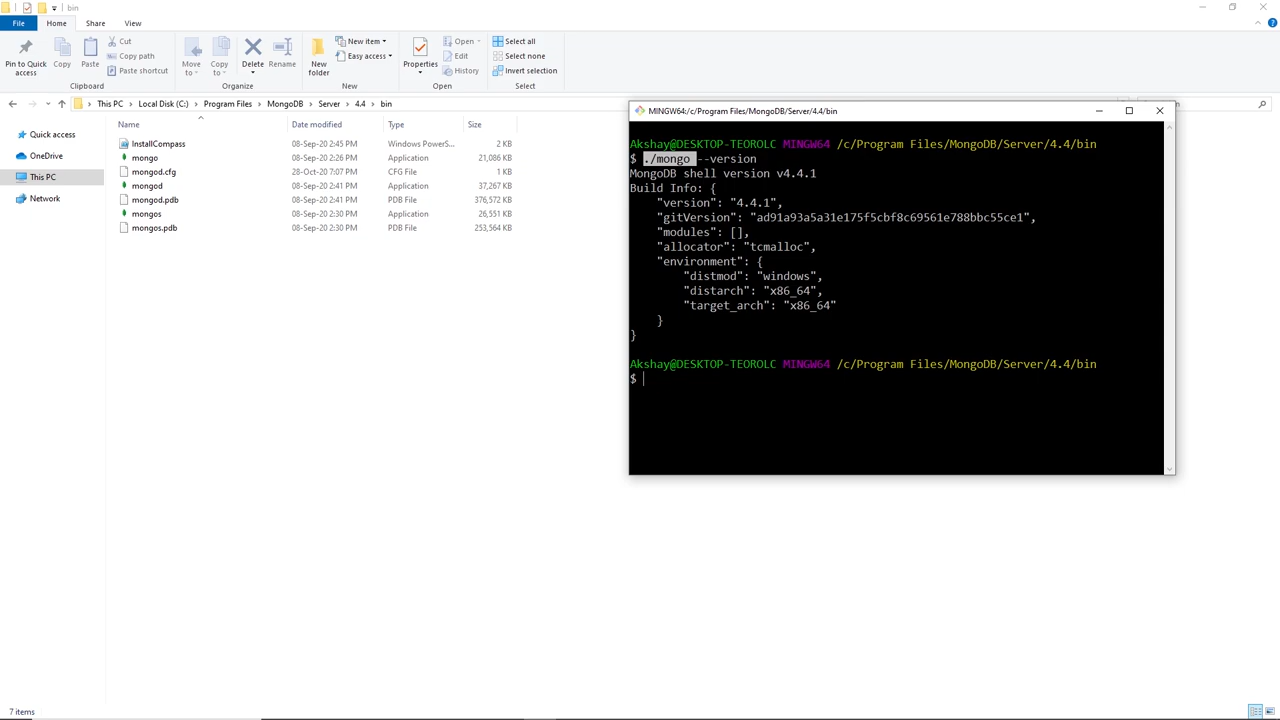 bin
File Home Share View
Pin to Quick access
Copy
Paste
Cut
Copy path
Paste shortcut
Clipboard
Move to
Copy to
Delete
Rename
Organize
New folder
New item
Easy access
New
Properties
Open
Edit
History
Open
Select all
Select none
Invert selection
Select
This PC > Local Disk (C:) > Program Files > MongoDB > Server > 4.4 > bin
Quick access
OneDrive
This PC
Network
Name Date modified Type Size
InstallCompass 08-Sep-20 2:45 PM Windows PowerS... 2 KB
mongo 08-Sep-20 2:26 PM Application 21,086 KB
mongod.cfg 28-Oct-20 7:07 PM CFG File 1 KB
mongod 08-Sep-20 2:41 PM Application 37,267 KB
mongod.pdb 08-Sep-20 2:41 PM PDB File 376,572 KB
mongos 08-Sep-20 2:30 PM Application 26,551 KB
mongos.pdb 08-Sep-20 2:30 PM PDB File 253,564 KB
MINGW64:/c/Program Files/MongoDB/Server/4.4/bin
Akshay@DESKTOP-TEOROLC MINGW64 /c/Program Files/MongoDB/Server/4.4/bin
$ ./mongo --version
MongoDB shell version v4.4.1
Build Info: {
"version": "4.4.1",
"gitVersion": "ad91a93a5a31e175f5cbf8c69561e788bbc55ce1",
"modules": [],
"allocator": "tcmalloc",
"environment": {
"distmod": "windows",
"distarch": "x86_64",
"target_arch": "x86_64"
}
}
Akshay@DESKTOP-TEOROLC MINGW64 /c/Program Files/MongoDB/Server/4.4/bin
$
7 items